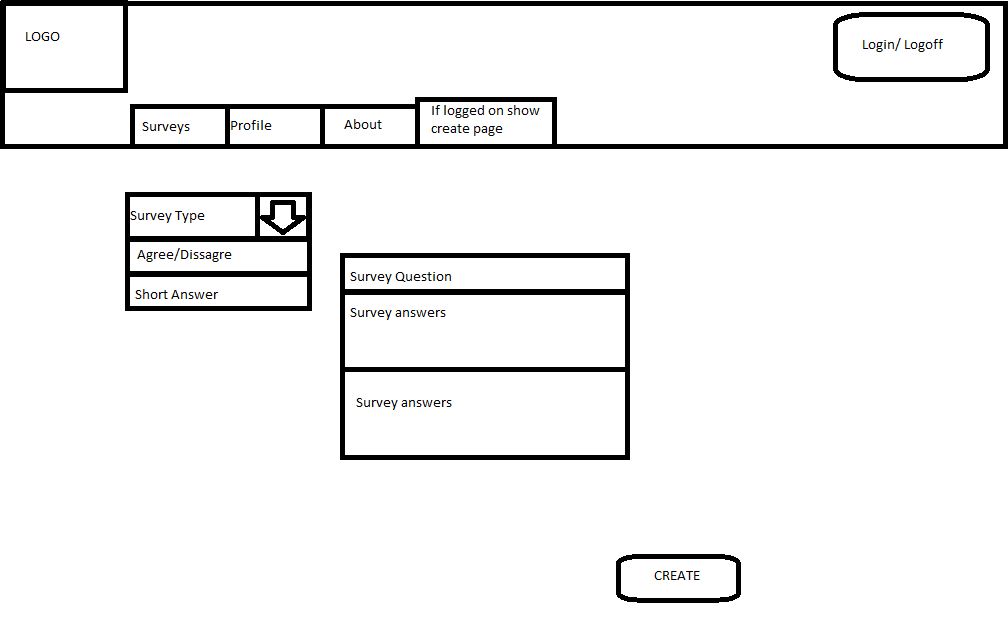 LOGO
Login/ Logoff
Surveys
Profile
About
If logged on show
create page
Survey Type
Agree/Dissagre
Short Answer
Survey Question
Survey answers
Survey answers
CREATE